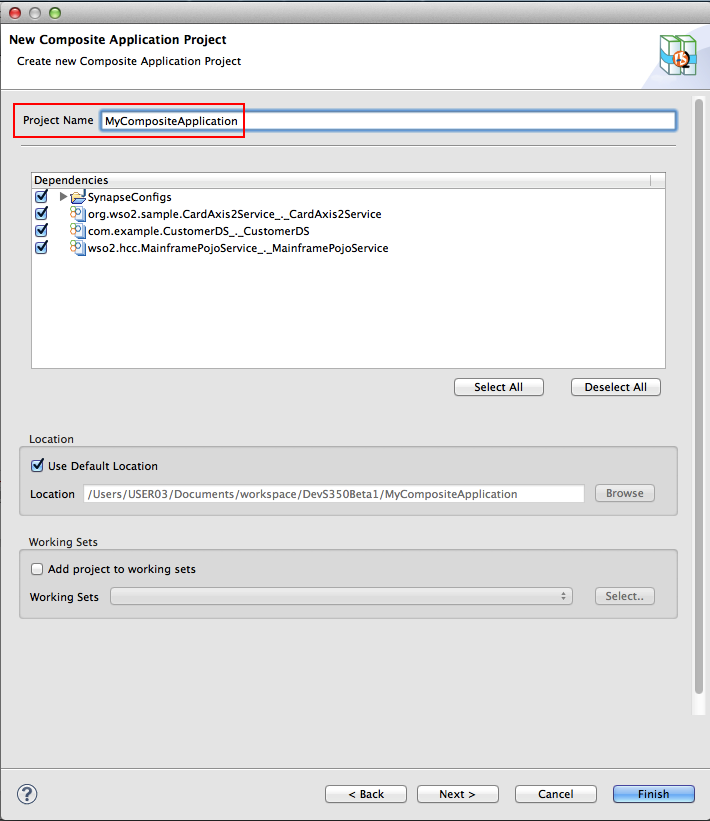 New Composite Application Project
Create new Composite Application Project
Project Name MyCompositeApplication
Dependencies
SynapseConfigs
org.wso2.sample.CardAxis2Service_._CardAxis2Service
com.example.CustomerDS_._CustomerDS
wso2.hcc.MainframePojoService_._MainframePojoService
Select All Deselect All
Location
Use Default Location
Location /Users/USER03/Documents/workspace/DevS350Beta1/MyCompositeApplication Browse
Working Sets
Add project to working sets
Working Sets Select..
? < Back Next > Cancel Finish